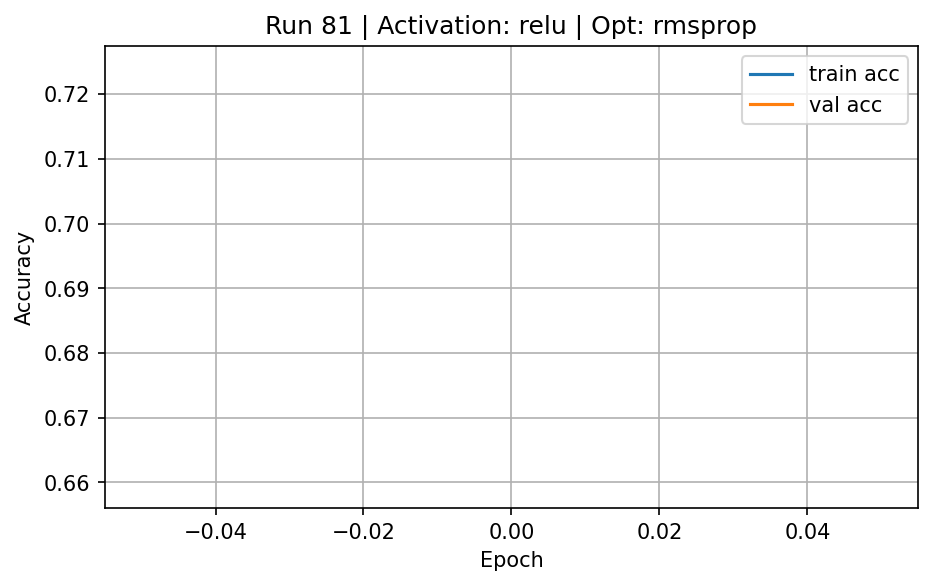 Run 81 | Activation: relu | Opt: rmsprop
train acc
val acc
0.72
0.71
0.70
0.69
0.68
0.67
0.66
Accuracy
−0.04
−0.02
0.00
0.02
0.04
Epoch